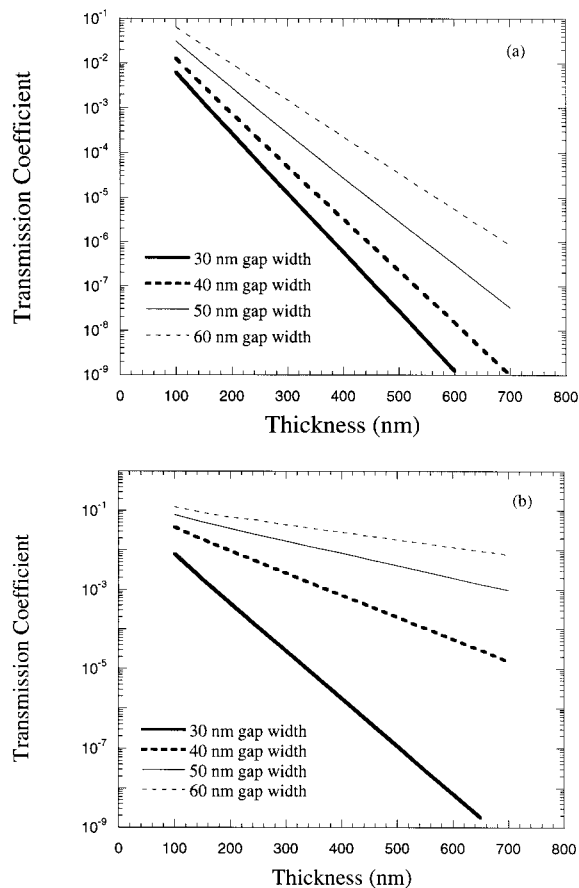 10-1
(a)
10-2
10-3
10-4
10-5
10-6
10-7
10-8
10-9
Transmission Coefficient
30 nm gap width
40 nm gap width
50 nm gap width
60 nm gap width
0 100 200 300 400 500 600 700 800
Thickness (nm)
(b)
10-1
10-3
10-5
10-7
10-9
Transmission Coefficient
30 nm gap width
40 nm gap width
50 nm gap width
60 nm gap width
0 100 200 300 400 500 600 700 800
Thickness (nm)